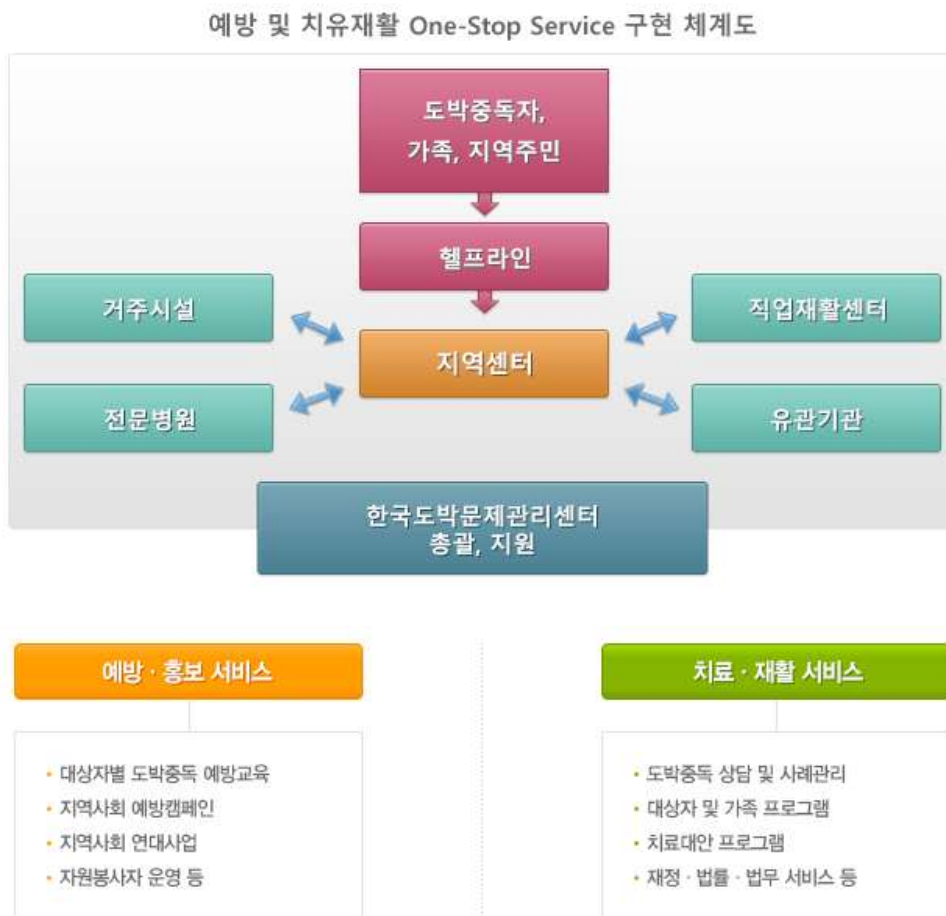 예방 및 치유재활 One-Stop Service 구현 체계도
도박중독자,
가족, 지역주민
헬프라인
거주시설
직업재활센터
지역센터
전문병원
유관기관
한국도박문제관리센터
총괄, 지원
예방 · 홍보 서비스
• 대상자별 도박중독 예방교육
• 지역사회 예방캠페인
• 지역사회 연대사업
• 자원봉사자 운영 등
치료 · 재활 서비스
• 도박중독 상담 및 사례관리
• 대상자 및 가족 프로그램
• 치료대안 프로그램
• 재정 · 법률 · 법무 서비스 등